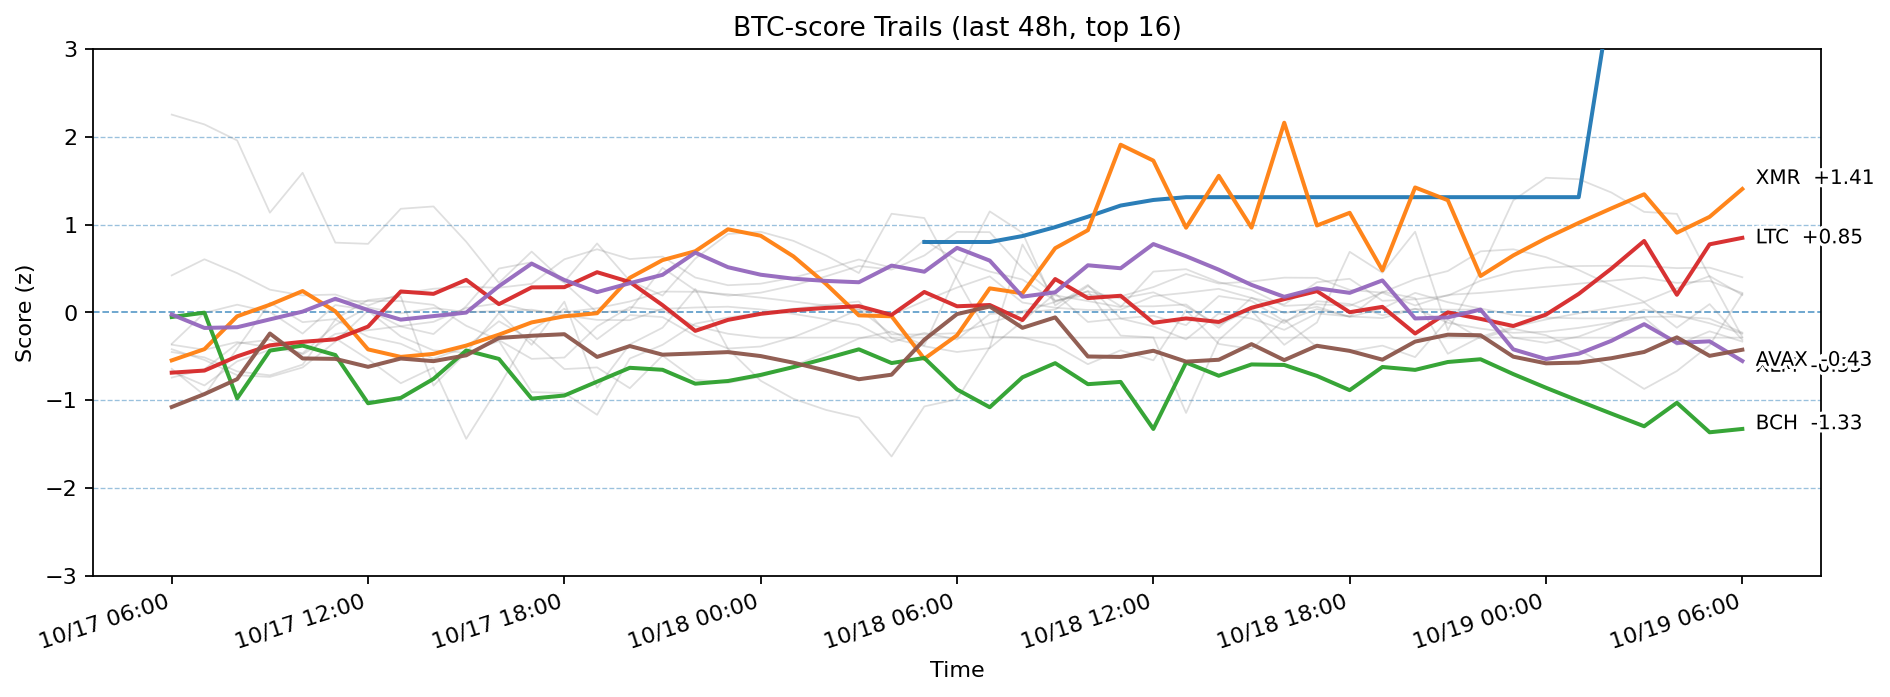 BTC-score Trails (last 48h, top 16)
3
2
1
0
−1
−2
−3
Score (z)
XMR +1.41
LTC +0.85
AVAX -0.43
BCH -1.33
10/17 06:00
10/17 12:00
10/17 18:00
10/18 00:00
10/18 06:00
10/18 12:00
10/18 18:00
10/19 00:00
10/19 06:00
Time